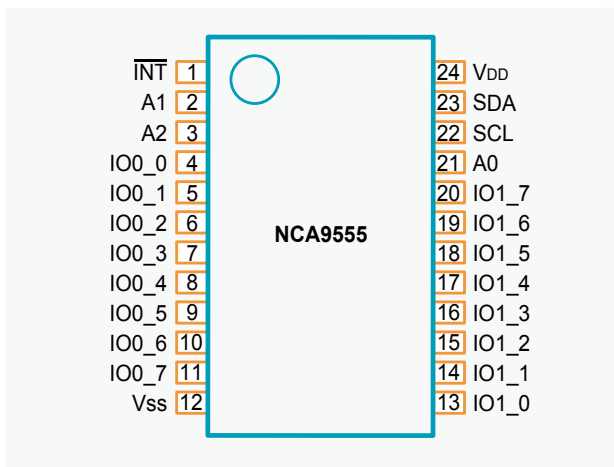 INT 1 24 VDD
A1 2 23 SDA
A2 3 22 SCL
IO0_0 4 21 A0
IO0_1 5 20 IO1_7
IO0_2 6 19 IO1_6
NCA9555
IO0_3 7 18 IO1_5
IO0_4 8 17 IO1_4
IO0_5 9 16 IO1_3
IO0_6 10 15 IO1_2
IO0_7 11 14 IO1_1
Vss 12 13 IO1_0